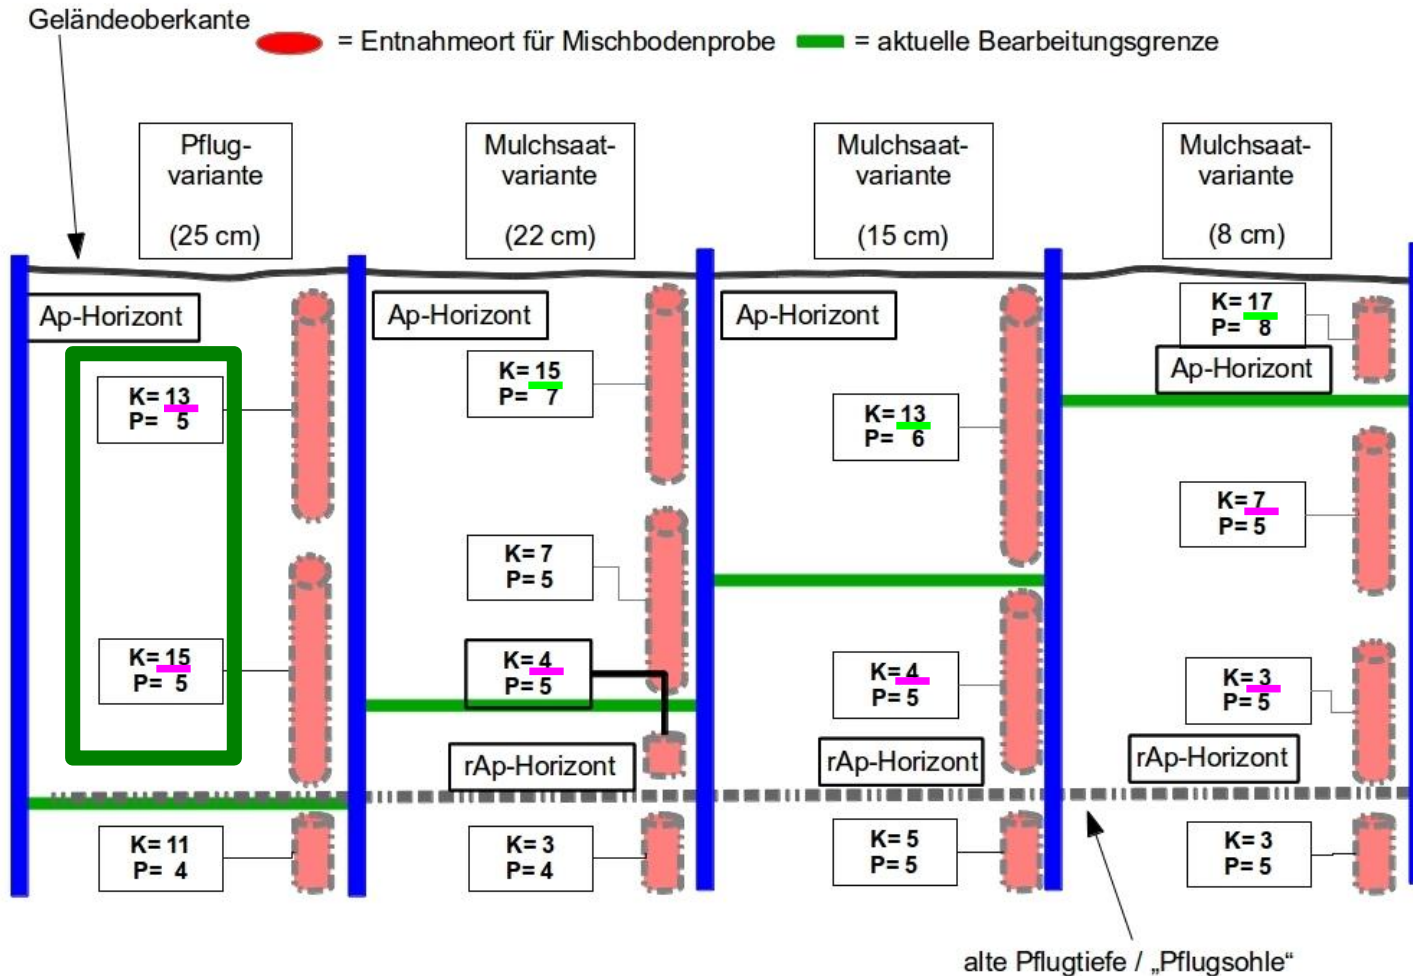 Geländeoberkante
= Entnahmeort für Mischbodenprobe = aktuelle Bearbeitungsgrenze
Pflug-
variante
(25 cm)
Mulchsaat-
variante
(22 cm)
Mulchsaat-
variante
(15 cm)
Mulchsaat-
variante
(8 cm)
Ap-Horizont
K= 13
P= 5
K= 15
P= 5
K= 11
P= 4
Ap-Horizont
K= 15
P= 7
K= 7
P= 5
K= 4
P= 5
rAp-Horizont
K= 3
P= 4
Ap-Horizont
K= 13
P= 6
K= 4
P= 5
rAp-Horizont
K= 5
P= 5
K= 17
P= 8
Ap-Horizont
K= 7
P= 5
K= 3
P= 5
rAp-Horizont
K= 3
P= 5
alte Pflugtiefe / „Pflugsohle“